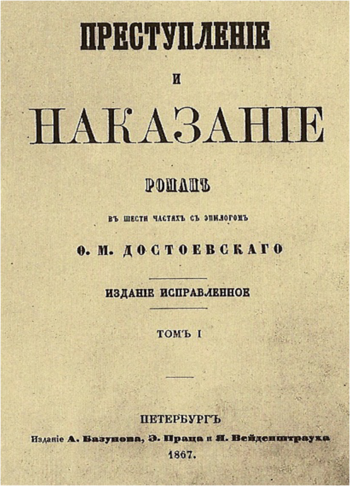 ПРЕСТУПЛЕНІЕ
И
НАКАЗАНІЕ
РОМАНЪ
ВЪ ШЕСТИ ЧАСТЯХЪ СЪ ЭПИЛОГОМЪ
Ѳ. М. ДОСТОЕВСКАГО
ИЗДАНІЕ ИСПРАВЛЕННОЕ
ТОМЪ I
ПЕТЕРБУРГЪ
Изданіе А. Базунова, Э. Праца и Я. Вейденштрауха
1867.